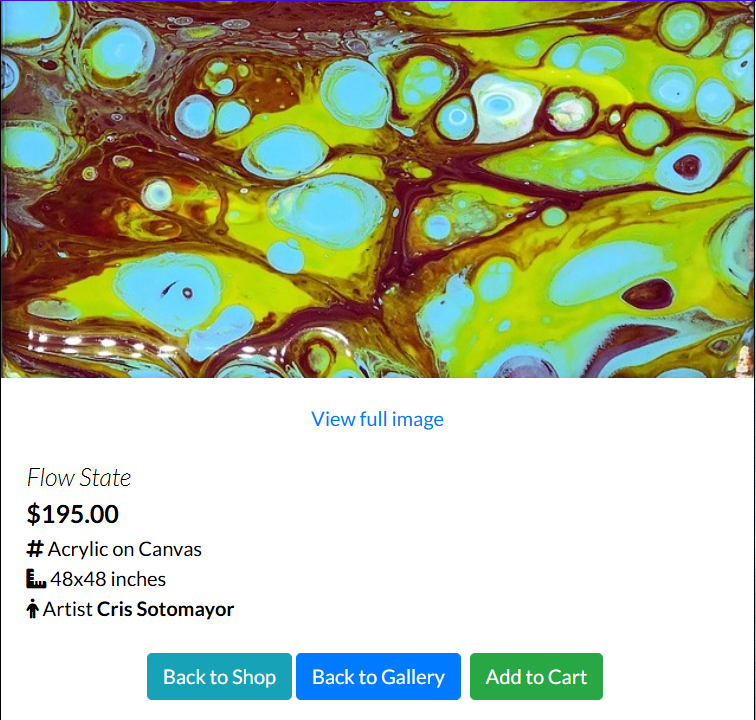 View full image
Flow State
$195.00
Acrylic on Canvas
48x48 inches
Artist Cris Sotomayor
Back to Shop Back to Gallery Add to Cart